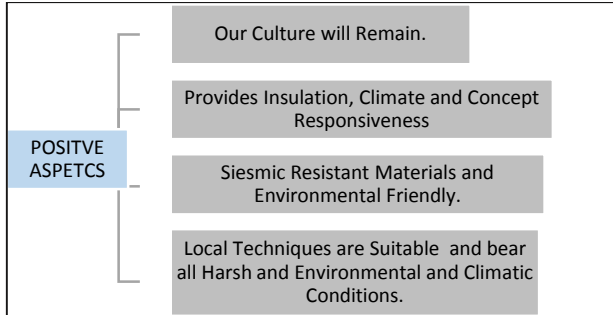 POSITVE
ASPETCS
Our Culture will Remain.
Provides Insulation, Climate and Concept
Responsiveness
Siesmic Resistant Materials and
Environmental Friendly.
Local Techniques are Suitable and bear
all Harsh and Environmental and Climatic
Conditions.